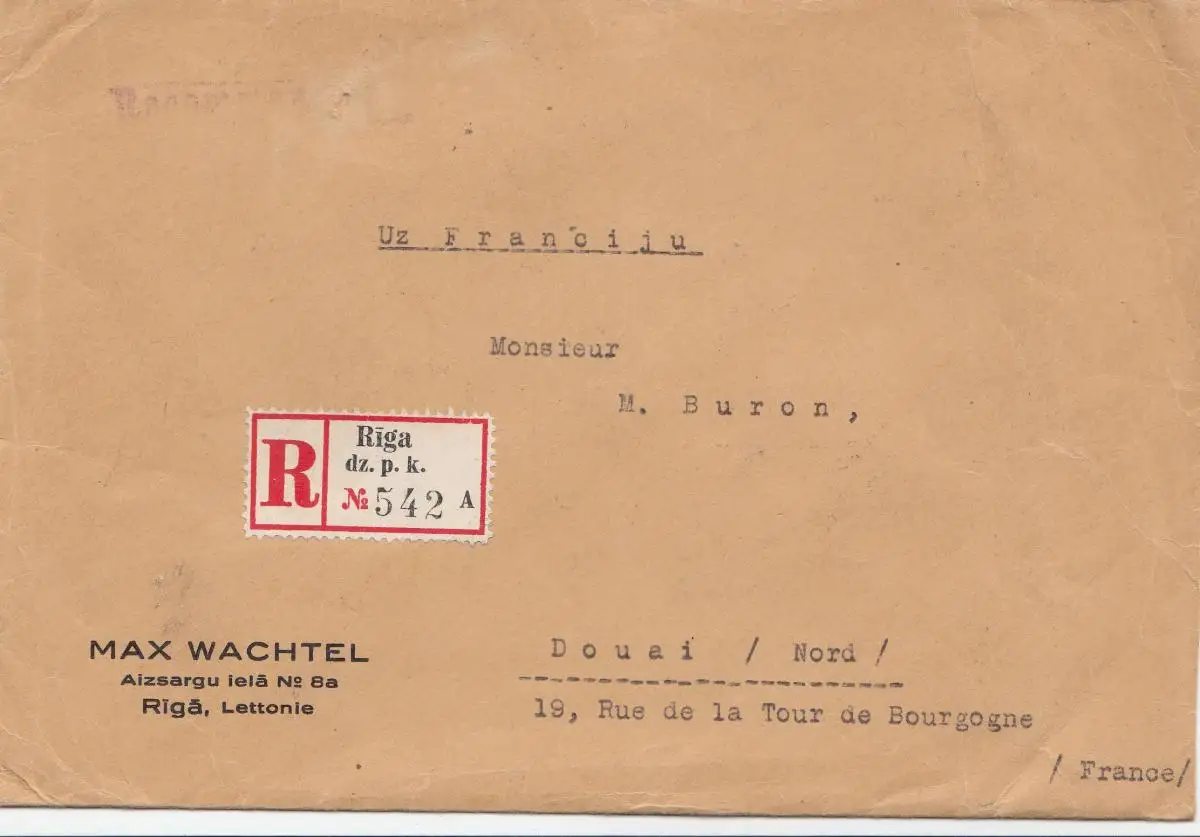 Uz Franciju
Monsieur
M. Buron,
R
Rīga
dz. p. k.
№ 542 A
MAX WACHTEL
Aizsargu ielā № 8a
Rīgā, Lettonie
Douai / Nord /
19, Rue de la Tour de Bourgogne
/ France/